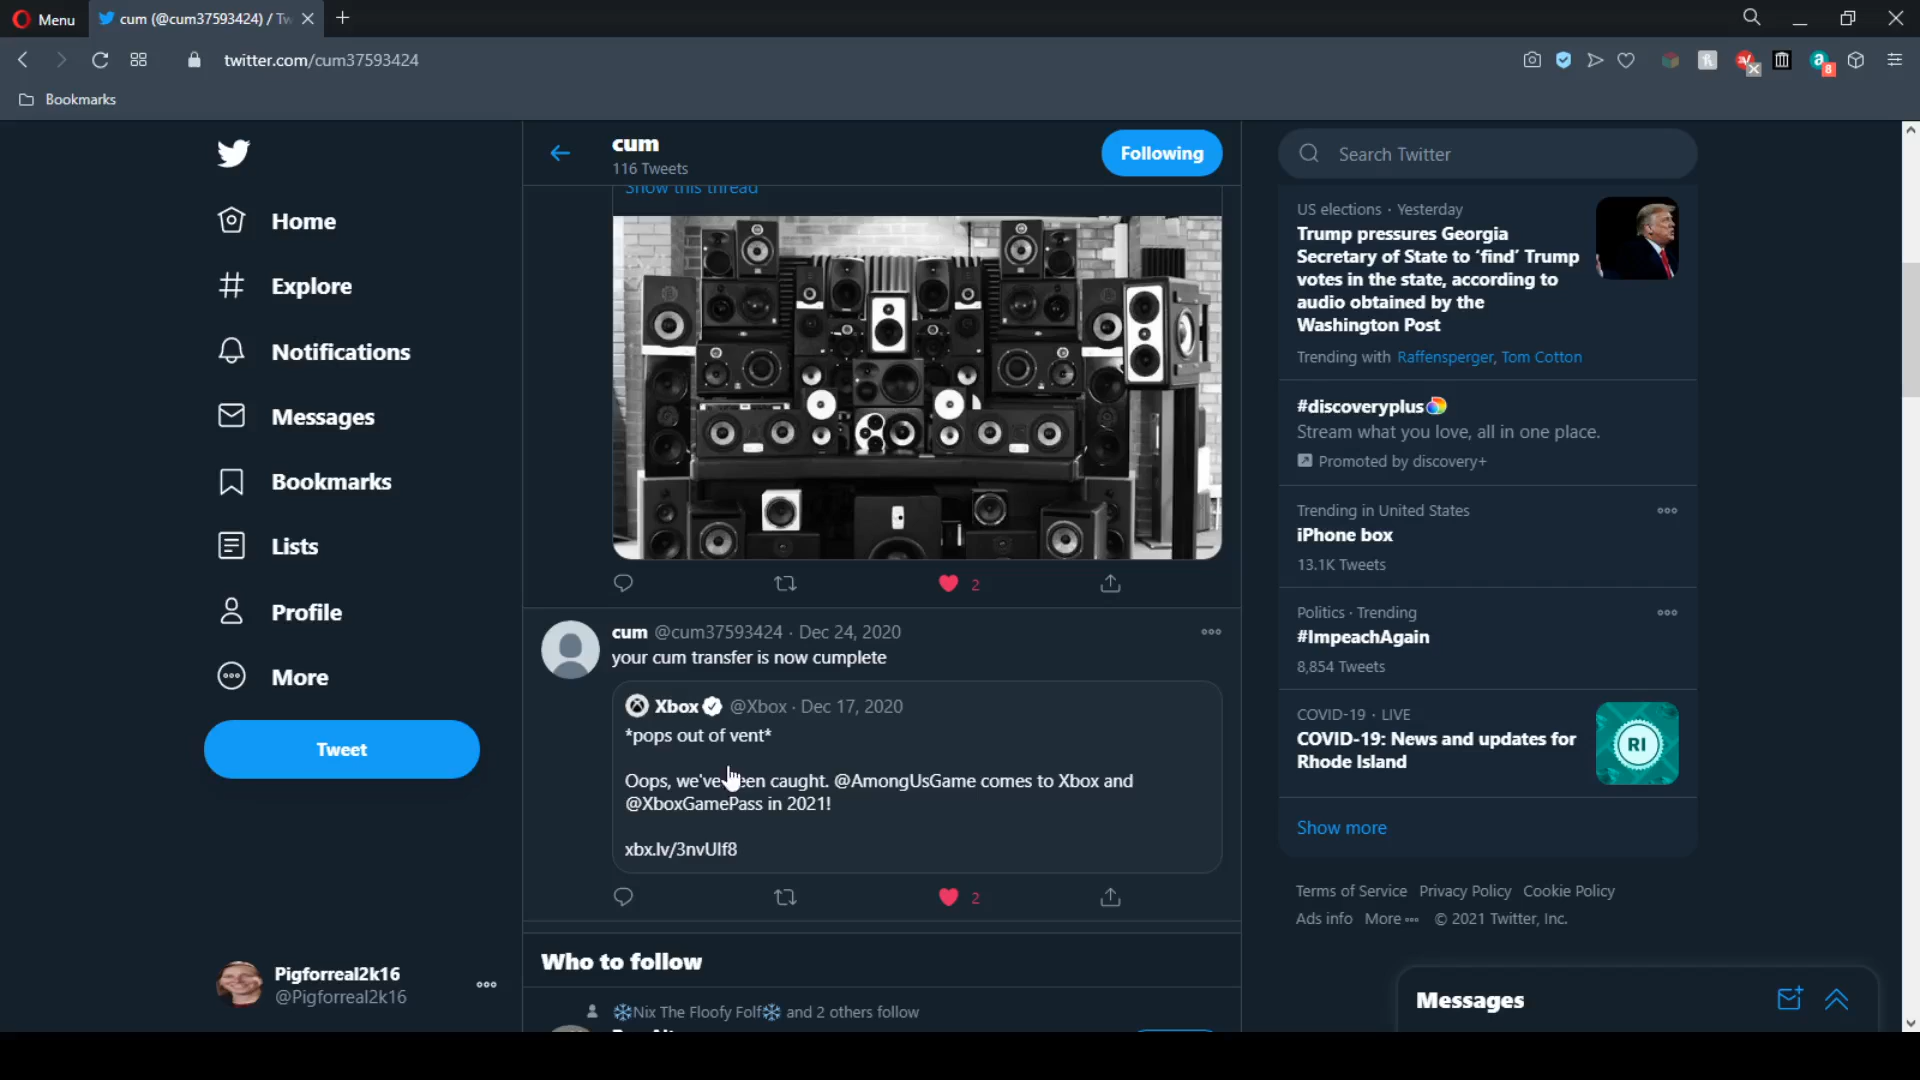 Menu
cum (@cum37593424) / Tw
twitter.com/cum37593424
8
Bookmarks
Home
Explore
Notifications
Messages
Bookmarks
Lists
Profile
More
Tweet
Pigforreal2k16
@Pigforreal2k16
cum
116 Tweets
Following
Show this thread
2
cum @cum37593424 · Dec 24, 2020
your cum transfer is now cumplete
Xbox @Xbox · Dec 17, 2020
*pops out of vent*
Oops, we've been caught. @AmongUsGame comes to Xbox and
@XboxGamePass in 2021!
xbx.lv/3nvUlf8
2
Who to follow
Nix The Floofy Folf and 2 others follow
Search Twitter
US elections · Yesterday
Trump pressures Georgia
Secretary of State to ‘find’ Trump
votes in the state, according to
audio obtained by the
Washington Post
Trending with Raffensperger, Tom Cotton
#discoveryplus
Stream what you love, all in one place.
Promoted by discovery+
Trending in United States
iPhone box
13.1K Tweets
Politics · Trending
#ImpeachAgain
8,854 Tweets
COVID-19 · LIVE
COVID-19: News and updates for
Rhode Island
RI
Show more
Terms of Service Privacy Policy Cookie Policy
Ads info More © 2021 Twitter, Inc.
Messages